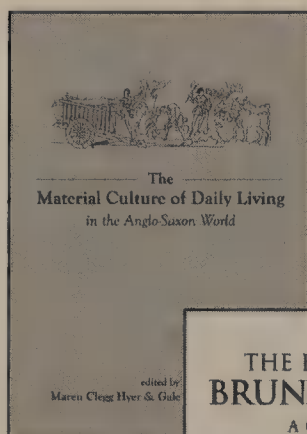 The
Material Culture of Daily Living
in the Anglo-Saxon World
edited by
Maren Clegg Hyer & Gale
THE
BRUN
A